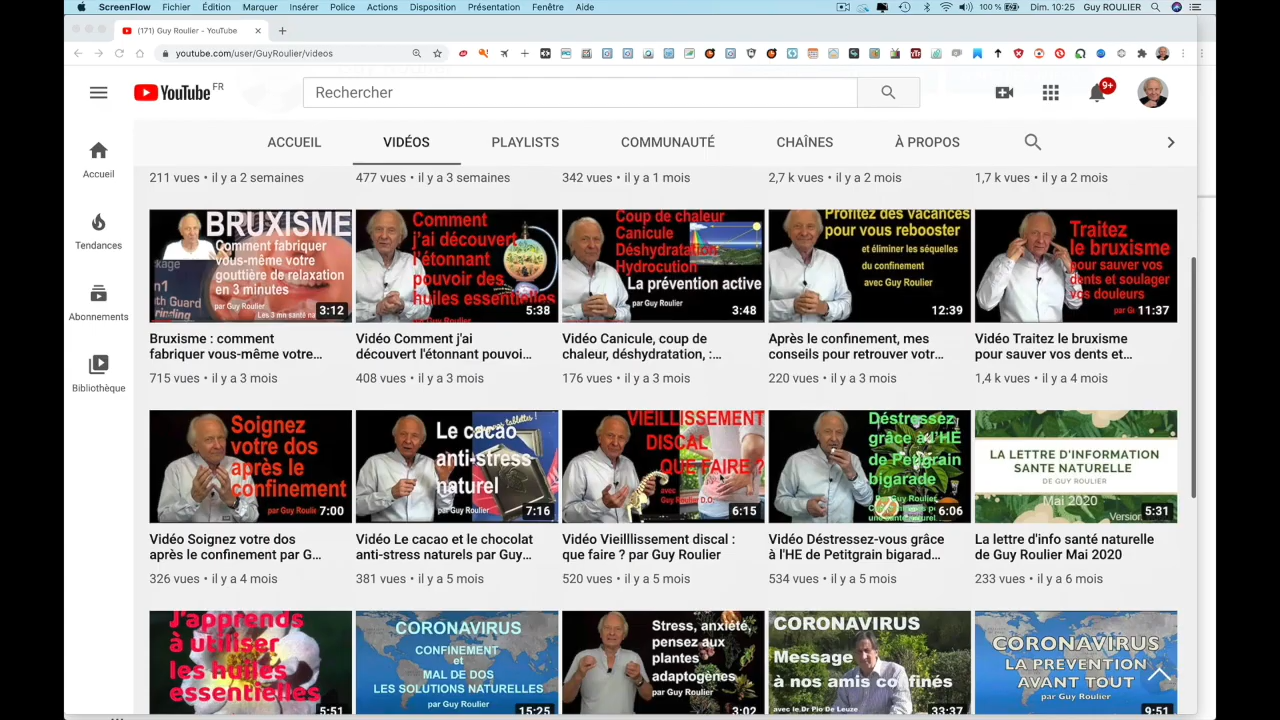 ScreenFlow Fichier Édition Marquer Insérer Police Actions Disposition Présentation Fenêtre Aide 100 % Dim. 10:25 Guy ROULIER
(171) Guy Roulier - YouTube
youtube.com/user/GuyRoulier/videos
YouTube FR
Rechercher
9+
ACCUEIL VIDÉOS PLAYLISTS COMMUNAUTÉ CHAÎNES À PROPOS
Accueil
Tendances
Abonnements
Bibliothèque
211 vues • il y a 2 semaines
477 vues • il y a 3 semaines
342 vues • il y a 1 mois
2,7 k vues • il y a 2 mois
1,7 k vues • il y a 2 mois
BRUXISME
Comment fabriquer
vous-même votre
gouttière de relaxation
en 3 minutes
par Guy Roulier
3:12
Bruxisme : comment
fabriquer vous-même votre...
715 vues • il y a 3 mois
Comment
j'ai découvert
l'étonnant
pouvoir des
huiles essentielles
5:38
Vidéo Comment j'ai
découvert l'étonnant pouvoi...
408 vues • il y a 3 mois
Coup de chaleur
Canicule
Déshydratation
Hydrocution
La prévention active
par Guy Roulier
3:48
Vidéo Canicule, coup de
chaleur, déshydratation, :...
176 vues • il y a 3 mois
Profitez des vacances
pour vous rebooster
et éliminer les séquelles
du confinement
avec Guy Roulier
12:39
Après le confinement, mes
conseils pour retrouver votr...
220 vues • il y a 3 mois
Traitez
le bruxisme
pour sauver vos
dents et soulager
vos douleurs
11:37
Vidéo Traitez le bruxisme
pour sauver vos dents et...
1,4 k vues • il y a 4 mois
Soignez
votre dos
après le
confinement
7:00
Vidéo Soignez votre dos
après le confinement par G...
326 vues • il y a 4 mois
Le cacao
anti-stress
naturel
7:16
Vidéo Le cacao et le chocolat
anti-stress naturels par Guy...
381 vues • il y a 5 mois
VIEILLISSEMENT
DISCAL
QUE FAIRE ?
avec
Guy Roulier D.O.
6:15
Vidéo Vieilllissement discal :
que faire ? par Guy Roulier
520 vues • il y a 5 mois
Déstressez
grâce à l'HE
de Petitgrain
bigarade
Par Guy Roulier
6:06
Vidéo Déstressez-vous grâce
à l'HE de Petitgrain bigarad...
534 vues • il y a 5 mois
LA LETTRE D'INFORMATION
SANTE NATURELLE
DE GUY ROULIER
Mai 2020
Version
5:31
La lettre d'info santé naturelle
de Guy Roulier Mai 2020
233 vues • il y a 6 mois
J'apprends
à utiliser
les huiles
essentielles
5:51
CORONAVIRUS
CONFINEMENT
et
MAL DE DOS
LES SOLUTIONS NATURELLES
par Guy Roulier
15:25
Stress, anxiété,
pensez aux
plantes
adaptogènes
par Guy Roulier
3:02
CORONAVIRUS
Message
à nos amis confinés
avec le Dr Pio De Leuze
33:37
CORONAVIRUS
LA PREVENTION
AVANT TOUT
par Guy Roulier
9:51